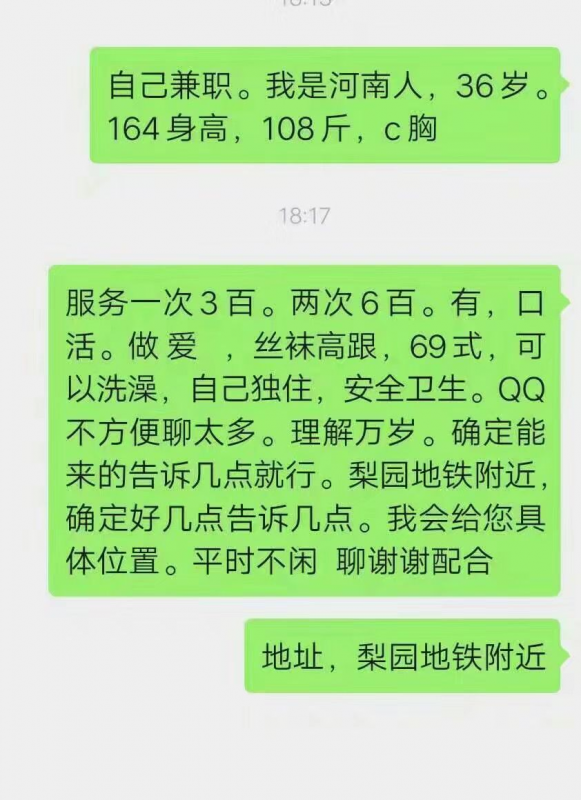 自己兼职。我是河南人，36岁。
164身高，108斤，c胸
18:17
服务一次3百。两次6百。有，口
活。做 爱 ，丝袜高跟，69式，可
以洗澡，自己独住，安全卫生。QQ
不方便聊太多。理解万岁。确定能
来的告诉几点就行。梨园地铁附近，
确定好几点告诉几点。我会给您具
体位置。平时不闲 聊谢谢配合
地址，梨园地铁附近